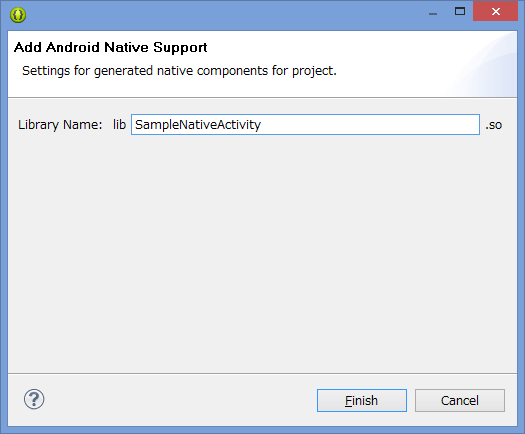 Add Android Native Support
Settings for generated native components for project.
Library Name: lib SampleNativeActivity .so
Finish Cancel